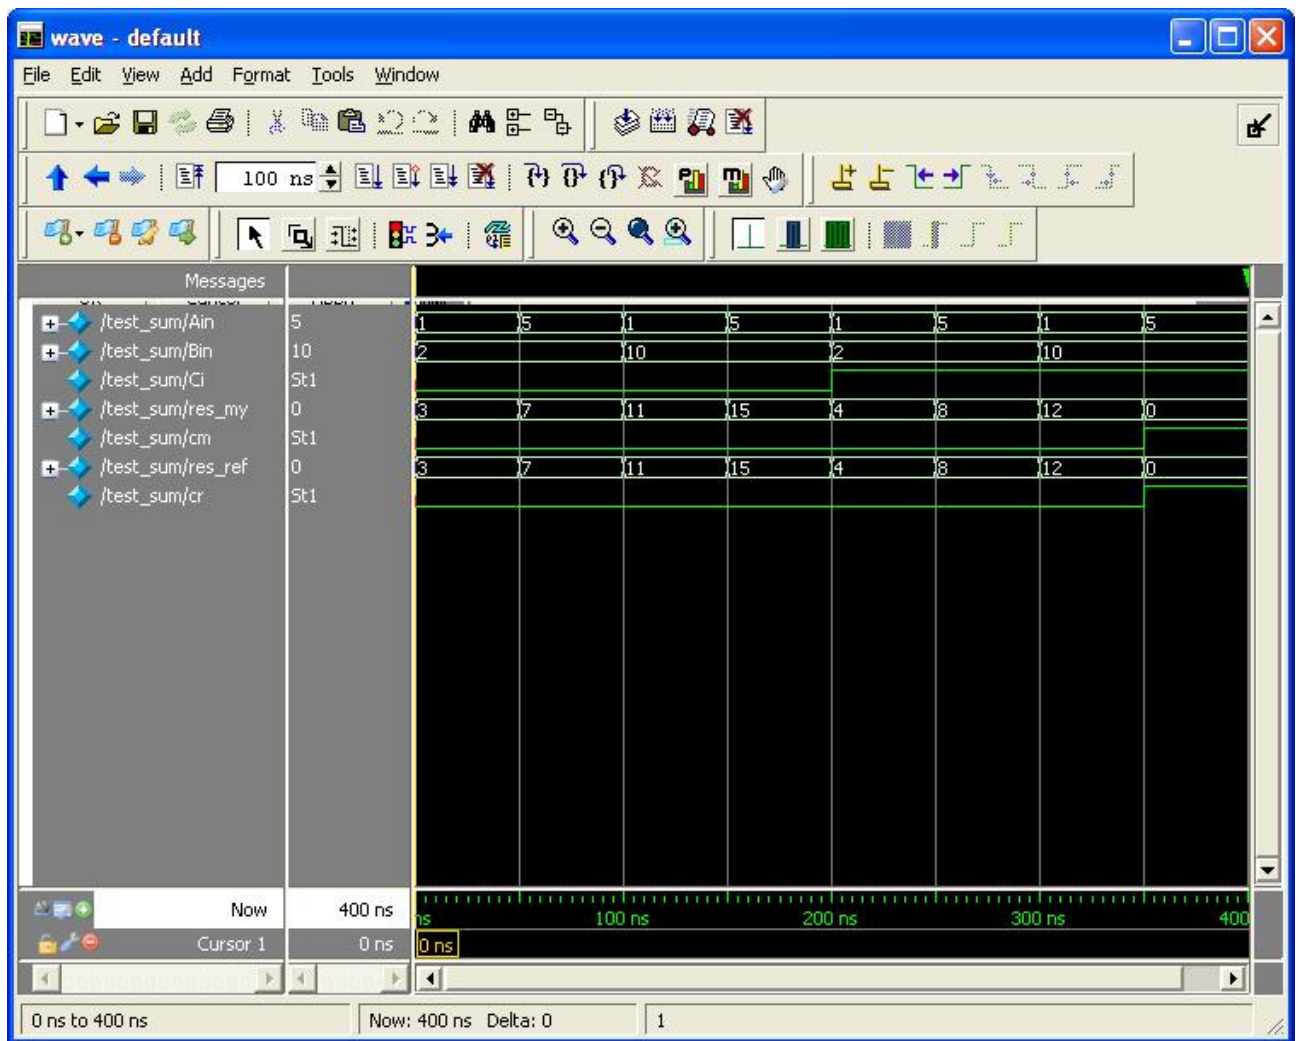 wave - default
File Edit View Add Format Tools Window
100 ns
Messages
/test_sum/Ain 5 1 5 1 5 1 5 1 5
/test_sum/Bin 10 2 10 2 10
/test_sum/Ci St1
/test_sum/res_my 0 3 7 11 15 4 8 12 0
/test_sum/cm St1
/test_sum/res_ref 0 3 7 11 15 4 8 12 0
/test_sum/cr St1
Now 400 ns ns 100 ns 200 ns 300 ns 400
Cursor 1 0 ns 0 ns
0 ns to 400 ns Now: 400 ns Delta: 0 1